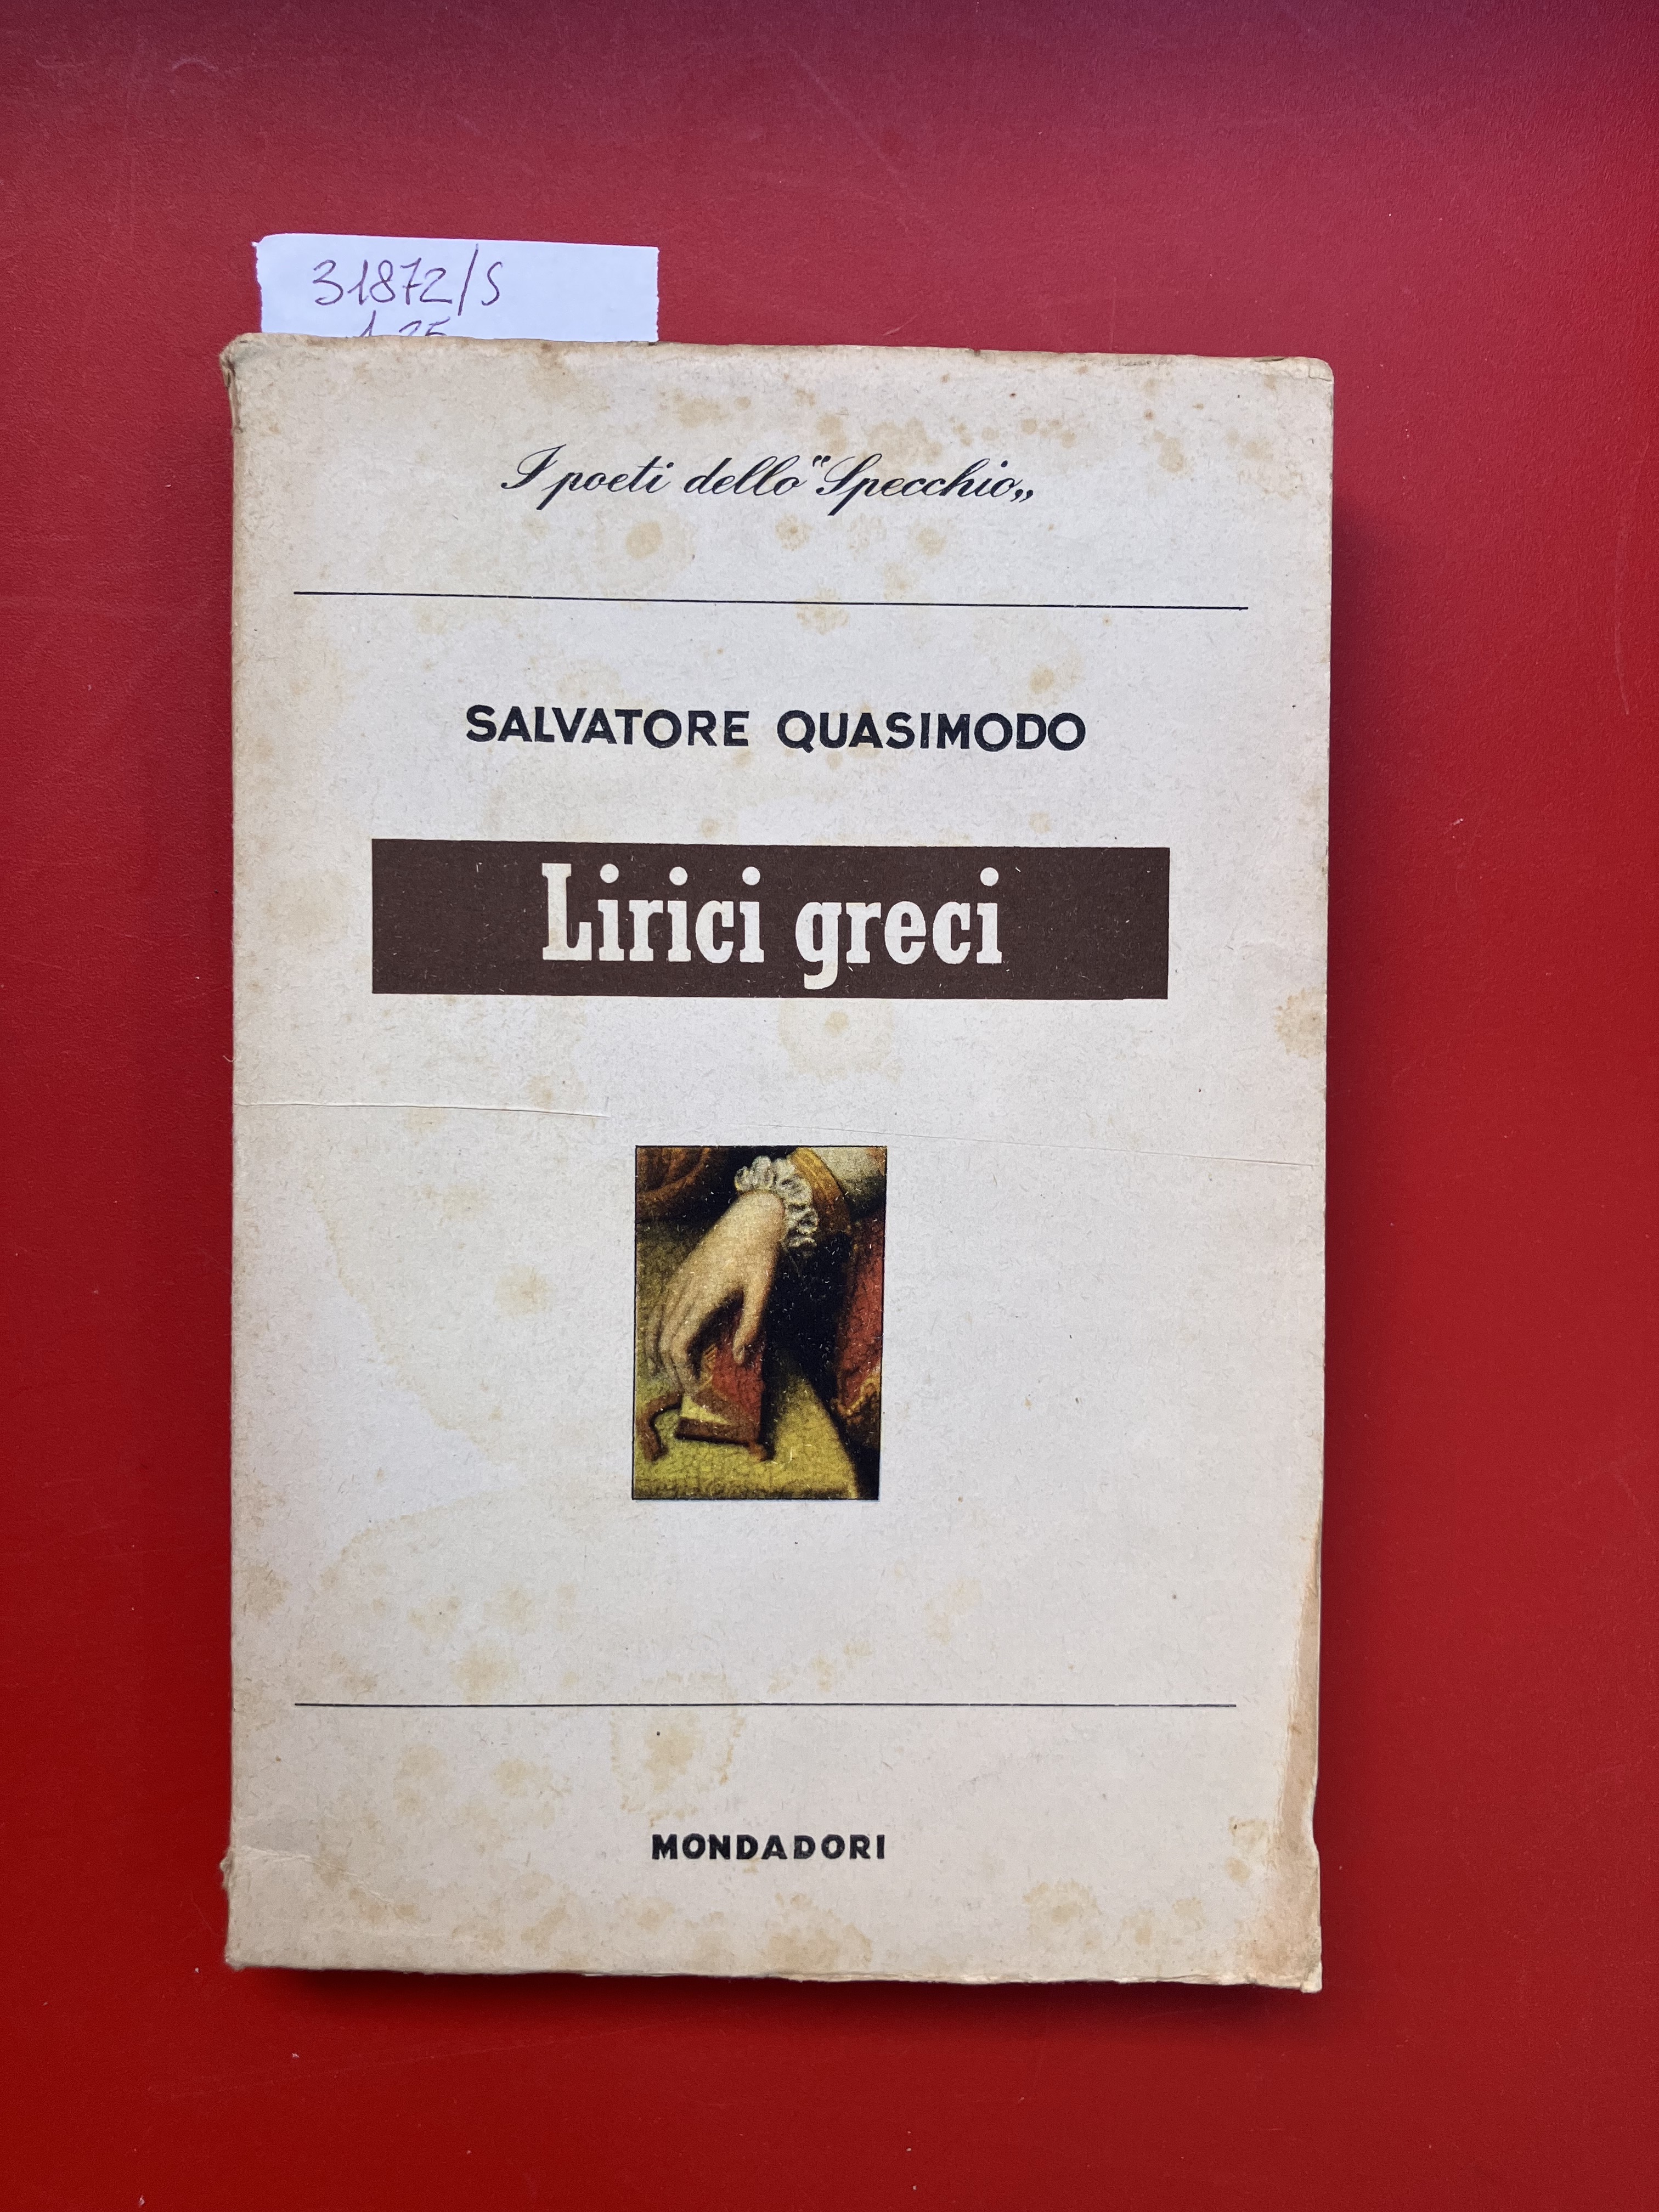 31872/S
I poeti dello "Specchio„
SALVATORE QUASIMODO
Lirici greci
MONDADORI